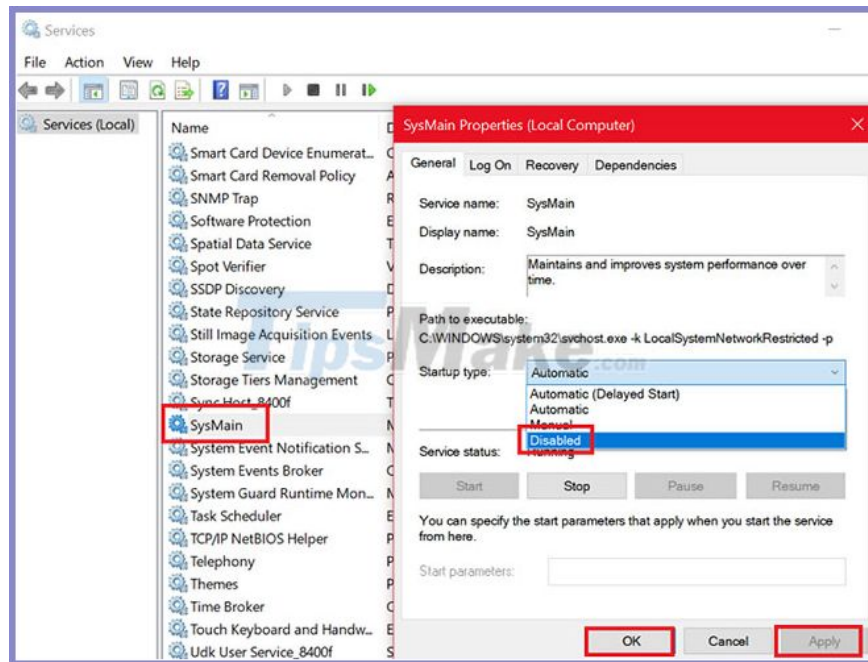 Services
File Action View Help
Services (Local)
Name
Smart Card Device Enumerat...
Smart Card Removal Policy
SNMP Trap
Software Protection
Spatial Data Service
Spot Verifier
SSDP Discovery
State Repository Service
Still Image Acquisition Events
Storage Service
Storage Tiers Management
Sync Host_8400f
SysMain
System Event Notification S...
System Events Broker
System Guard Runtime Mon...
Task Scheduler
TCP/IP NetBIOS Helper
Telephony
Themes
Time Broker
Touch Keyboard and Handw...
Udk User Service_8400f
SysMain Properties (Local Computer)
General Log On Recovery Dependencies
Service name: SysMain
Display name: SysMain
Description: Maintains and improves system performance over
time.
Path to executable:
C:\WINDOWS\system32\svchost.exe -k LocalSystemNetworkRestricted -p
Startup type: Automatic
Automatic (Delayed Start)
Automatic
Manual
Disabled
Service status: Running
Start Stop Pause Resume
You can specify the start parameters that apply when you start the service
from here.
Start parameters:
OK Cancel Apply
TipsMake.com